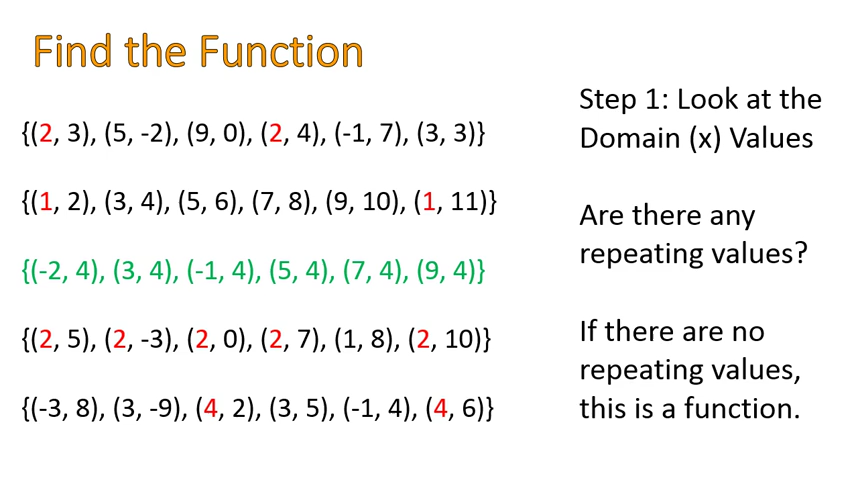 Find the Function
{(2, 3), (5, -2), (9, 0), (2, 4), (-1, 7), (3, 3)}
{(1, 2), (3, 4), (5, 6), (7, 8), (9, 10), (1, 11)}
{(-2, 4), (3, 4), (-1, 4), (5, 4), (7, 4), (9, 4)}
{(2, 5), (2, -3), (2, 0), (2, 7), (1, 8), (2, 10)}
{(-3, 8), (3, -9), (4, 2), (3, 5), (-1, 4), (4, 6)}
Step 1: Look at the
Domain (x) Values
Are there any
repeating values?
If there are no
repeating values,
this is a function.